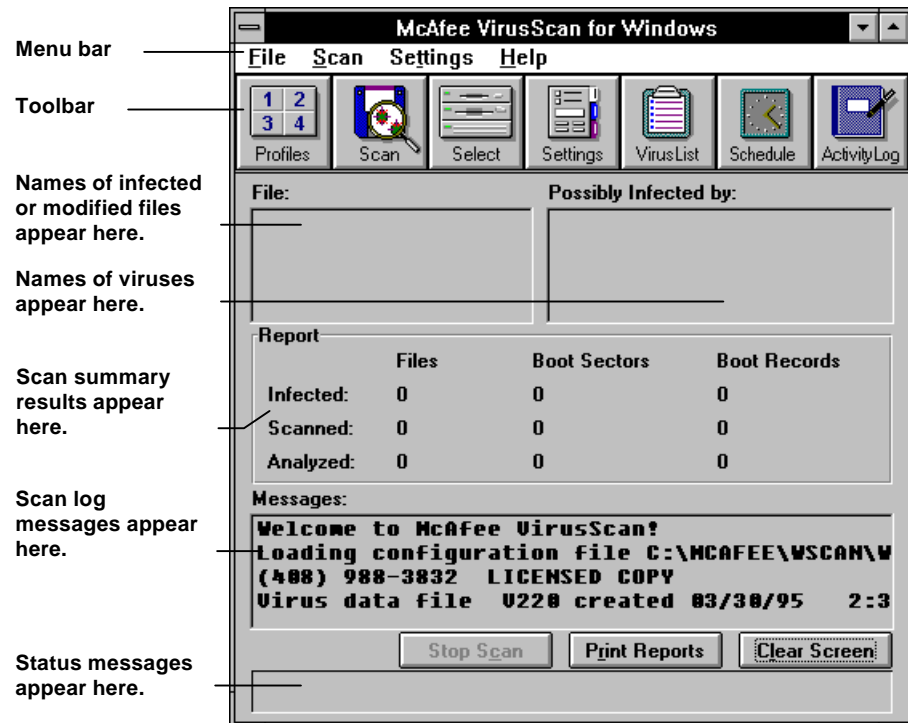 McAfee VirusScan for Windows
Menu bar
File Scan Settings Help
Toolbar
1 2
3 4
Profiles Scan Select Settings VirusList Schedule ActivityLog
Names of infected
or modified files
appear here.
File: Possibly Infected by:
Names of viruses
appear here.
Report
Files Boot Sectors Boot Records
Scan summary
results appear
here.
Infected: 0 0 0
Scanned: 0 0 0
Analyzed: 0 0 0
Scan log
messages appear
here.
Messages:
Welcome to McAfee VirusScan!
Loading configuration file C:\MCAFEE\WSCAN\W
(408) 988-3832 LICENSED COPY
Virus data file V220 created 03/30/95 2:3
Stop Scan Print Reports Clear Screen
Status messages
appear here.